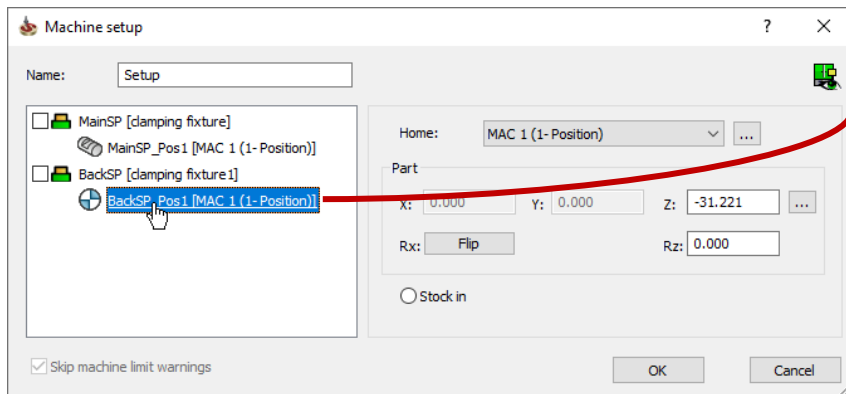 Machine setup ?
Name: Setup
MainSP [clamping fixture]
MainSP_Pos1 [MAC 1 (1- Position)]
BackSP [clamping fixture1]
BackSP_Pos1 [MAC 1 (1- Position)]
Home: MAC 1 (1- Position) ...
Part
X: 0.000 Y: 0.000 Z: -31.221 ...
Rx: Flip Rz: 0.000
Stock in
Skip machine limit warnings
OK Cancel